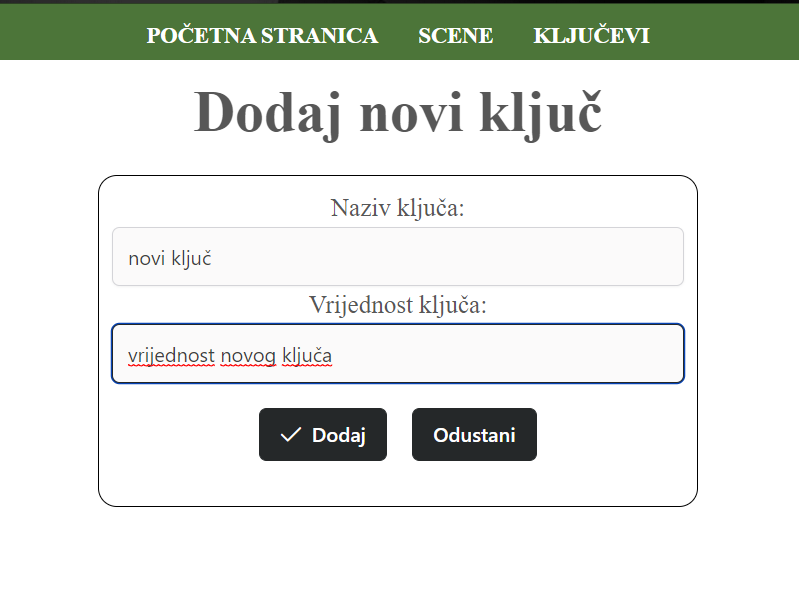 POČETNA STRANICA SCENE KLJUČEVI
Dodaj novi ključ
Naziv ključa:
novi ključ
Vrijednost ključa:
vrijednost novog ključa
Dodaj Odustani